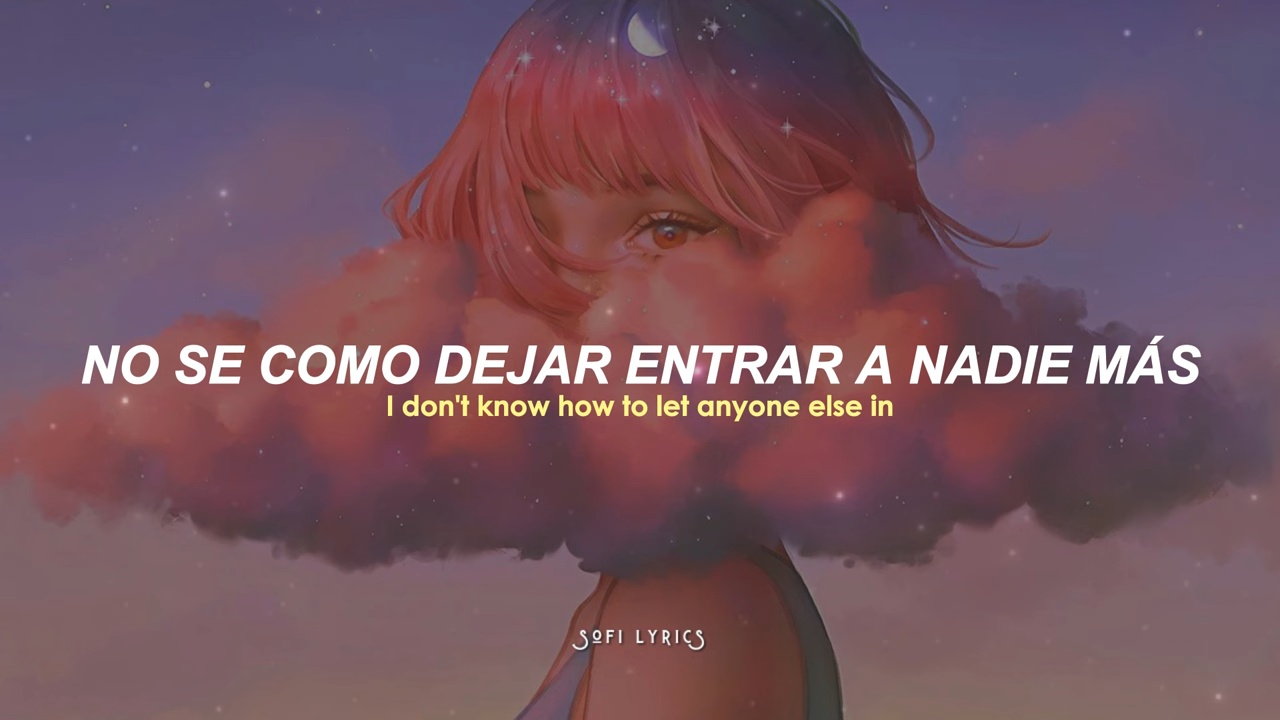 NO SE COMO DEJAR ENTRAR A NADIE MÁS
I don't know how to let anyone else in
SOFI LYRICS